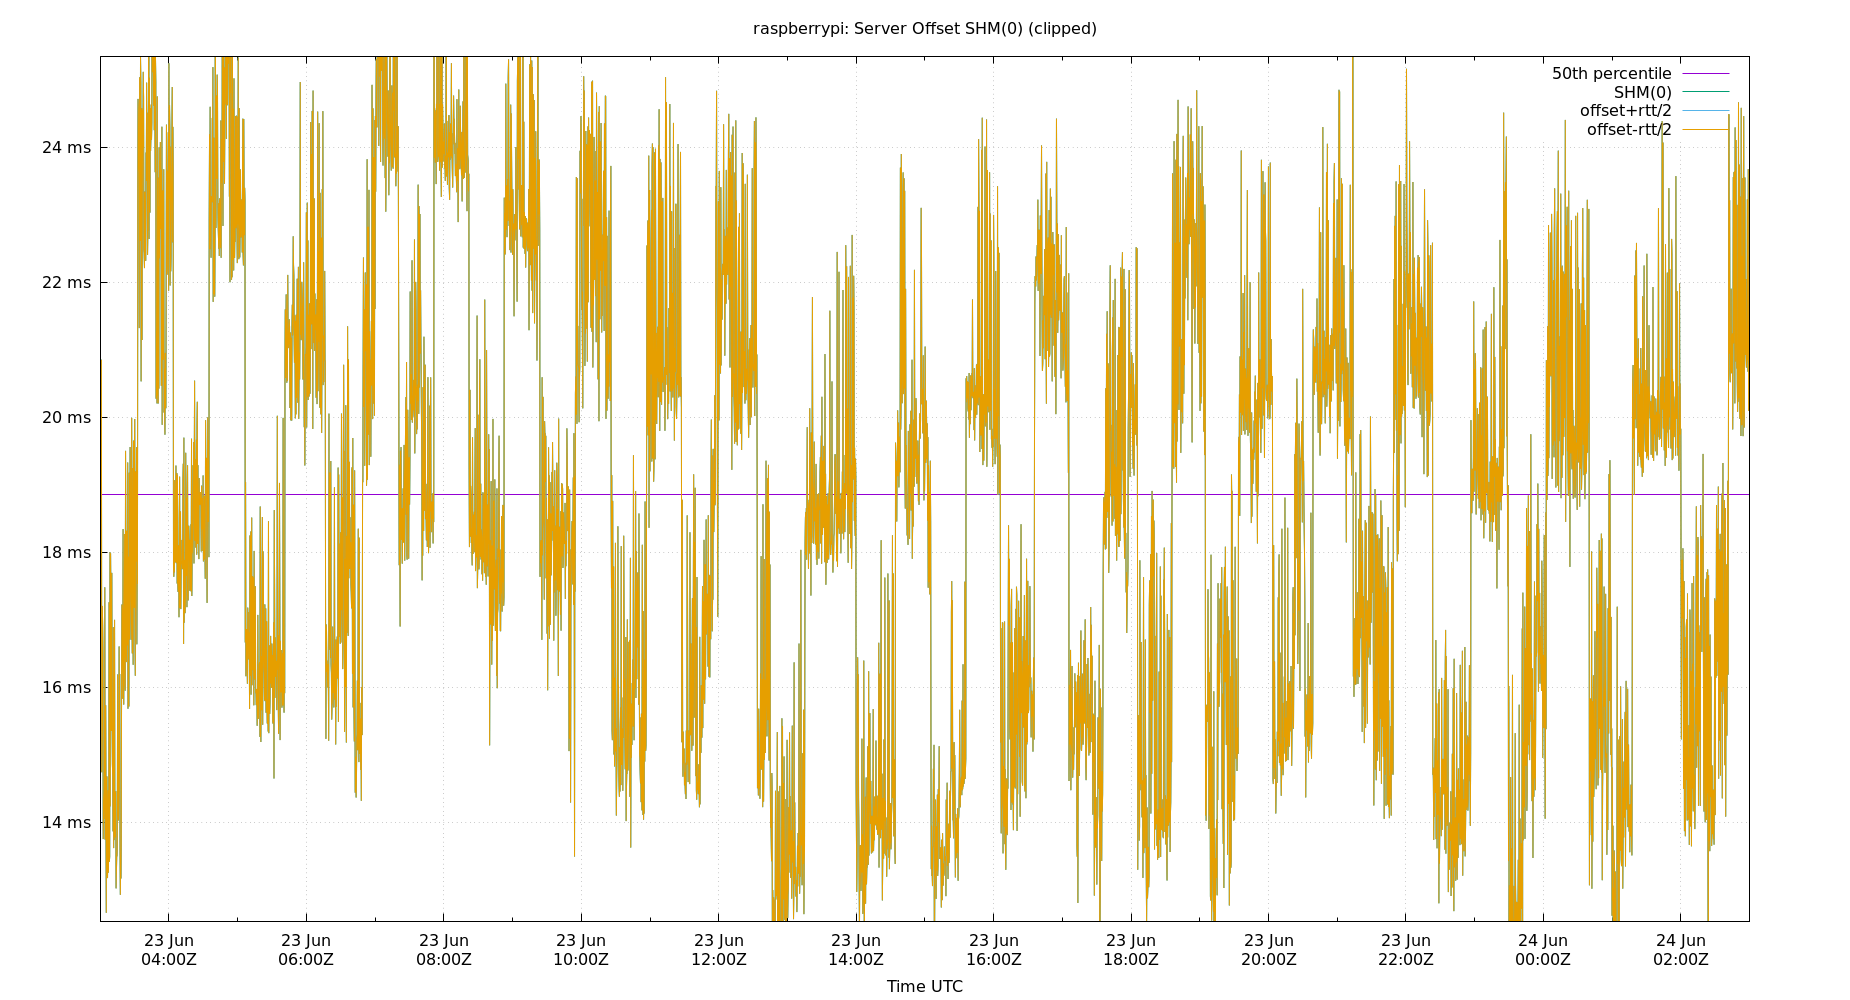 raspberrypi: Server Offset SHM(0) (clipped)
50th percentile
SHM(0)
offset+rtt/2
offset-rtt/2
24 ms
22 ms
20 ms
18 ms
16 ms
14 ms
23 Jun 23 Jun 23 Jun 23 Jun 23 Jun 23 Jun 23 Jun 23 Jun 23 Jun 23 Jun 24 Jun 24 Jun
04:00Z 06:00Z 08:00Z 10:00Z 12:00Z 14:00Z 16:00Z 18:00Z 20:00Z 22:00Z 00:00Z 02:00Z
Time UTC